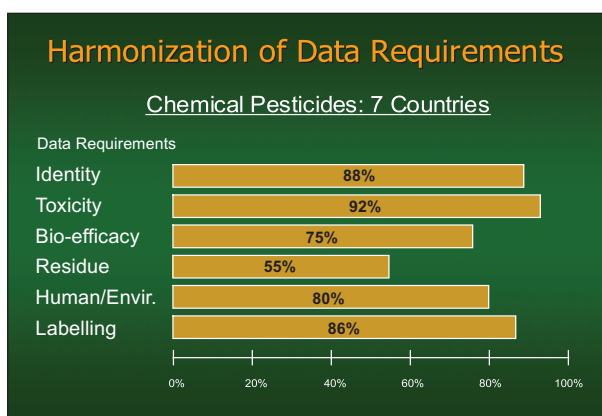 Harmonization of Data Requirements
Chemical Pesticides: 7 Countries
Data Requirements
Identity 88%
Toxicity 92%
Bio-efficacy 75%
Residue 55%
Human/Envir. 80%
Labelling 86%
0% 20% 40% 60% 80% 100%